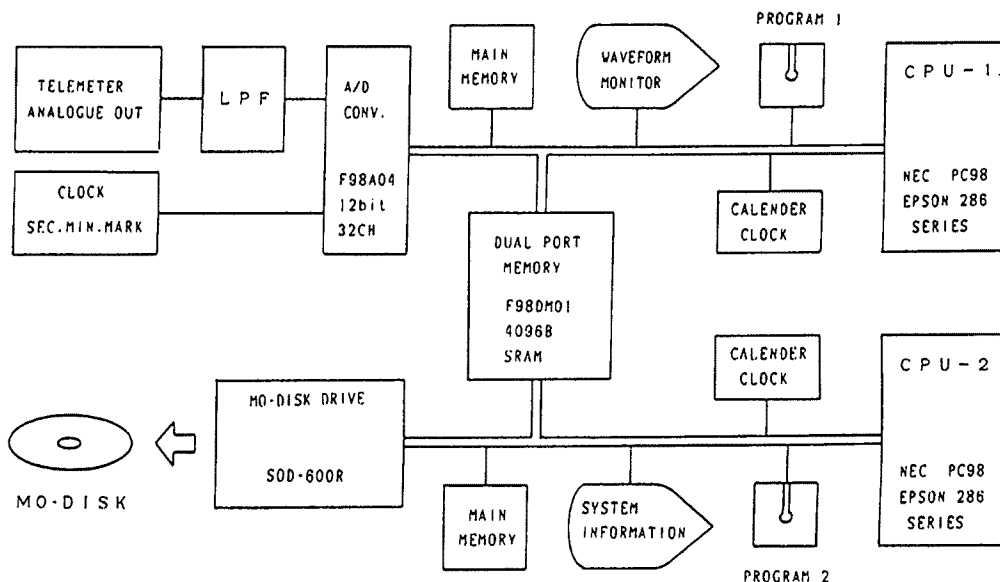 TELEMETER
ANALOGUE OUT
LPF
A/D
CONV.
F98A04
12bit
32CH
CLOCK
SEC.MIN.MARK
MAIN
MEMORY
WAVEFORM
MONITOR
PROGRAM 1
CPU-1
NEC PC98
EPSON 286
SERIES
CALENDER
CLOCK
DUAL PORT
MEMORY
F98DM01
4096B
SRAM
CALENDER
CLOCK
CPU-2
NEC PC98
EPSON 286
SERIES
MO-DISK DRIVE
SOD-600R
MO-DISK
MAIN
MEMORY
SYSTEM
INFORMATION
PROGRAM 2